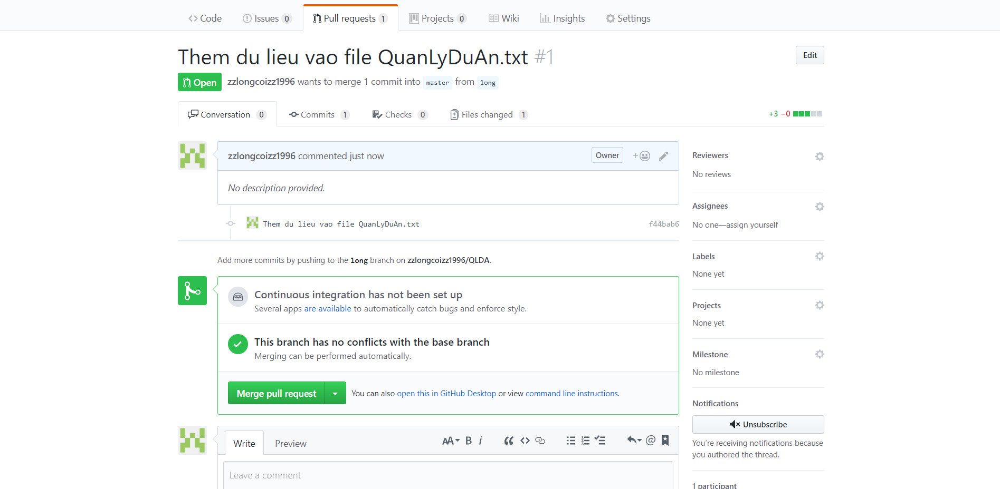 Code Issues 0 Pull requests 1 Projects 0 Wiki Insights Settings
Them du lieu vao file QuanLyDuAn.txt #1
Edit
Open zzlongcoizz1996 wants to merge 1 commit into master from long
Conversation 0 Commits 1 Checks 0 Files changed 1 +3 −0
zzlongcoizz1996 commented just now Owner
No description provided.
Them du lieu vao file QuanLyDuAn.txt f44bab6
Add more commits by pushing to the long branch on zzlongcoizz1996/QLDA.
Continuous integration has not been set up
Several apps are available to automatically catch bugs and enforce style.
This branch has no conflicts with the base branch
Merging can be performed automatically.
Merge pull request You can also open this in GitHub Desktop or view command line instructions.
Write Preview AA B i
Leave a comment
Reviewers
No reviews
Assignees
No one—assign yourself
Labels
None yet
Projects
None yet
Milestone
No milestone
Notifications
Unsubscribe
You're receiving notifications because
you authored the thread.
1 participant